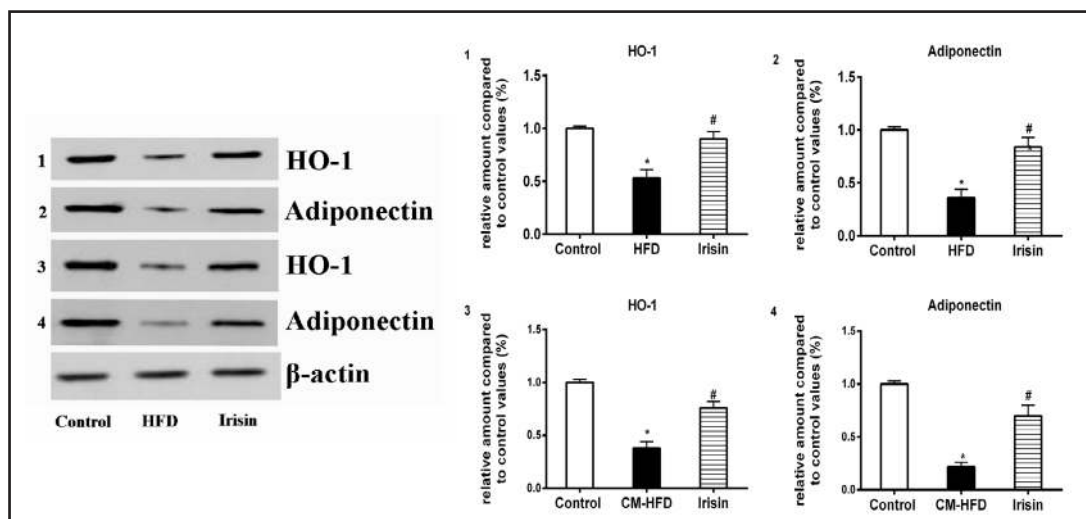 1 HO-1
2 Adiponectin
3 HO-1
4 Adiponectin
β-actin
Control HFD Irisin
1
HO-1
relative amount compared
to control values (%)
1.5
1.0
0.5
0.0
*
#
Control HFD Irisin
2
Adiponectin
relative amount compared
to control values (%)
1.5
1.0
0.5
0.0
*
#
Control HFD Irisin
3
HO-1
relative amount compared
to control values (%)
1.5
1.0
0.5
0.0
*
#
Control CM-HFD Irisin
4
Adiponectin
relative amount compared
to control values (%)
1.5
1.0
0.5
0.0
*
#
Control CM-HFD Irisin